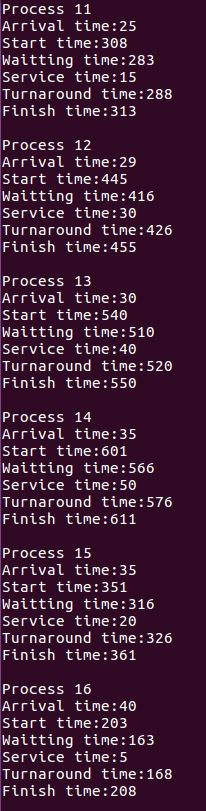 Process 11
Arrival time:25
Start time:308
Waitting time:283
Service time:15
Turnaround time:288
Finish time:313
Process 12
Arrival time:29
Start time:445
Waitting time:416
Service time:30
Turnaround time:426
Finish time:455
Process 13
Arrival time:30
Start time:540
Waitting time:510
Service time:40
Turnaround time:520
Finish time:550
Process 14
Arrival time:35
Start time:601
Waitting time:566
Service time:50
Turnaround time:576
Finish time:611
Process 15
Arrival time:35
Start time:351
Waitting time:316
Service time:20
Turnaround time:326
Finish time:361
Process 16
Arrival time:40
Start time:203
Waitting time:163
Service time:5
Turnaround time:168
Finish time:208